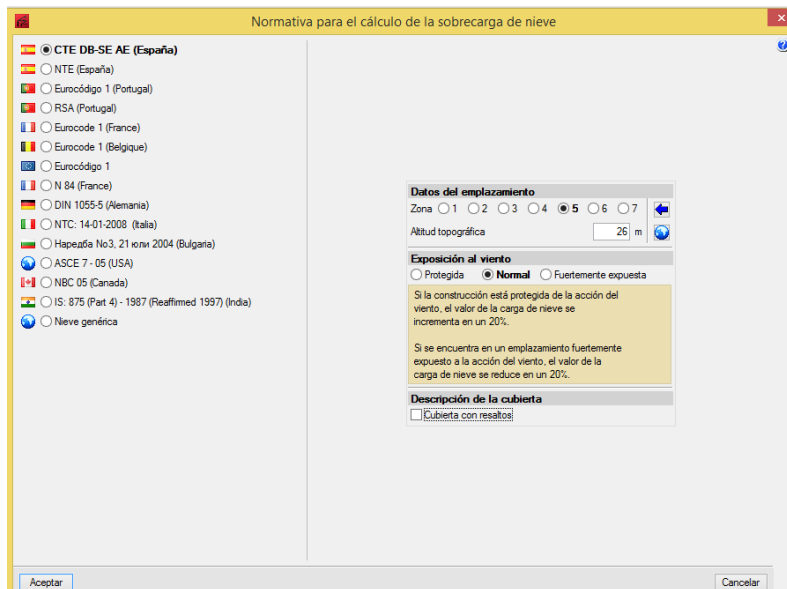 Normativa para el cálculo de la sobrecarga de nieve
CTE DB-SE AE (España)
NTE (España)
Eurocódigo 1 (Portugal)
RSA (Portugal)
Eurocode 1 (France)
Eurocode 1 (Belgique)
Eurocódigo 1
N 84 (France)
DIN 1055-5 (Alemania)
NTC: 14-01-2008 (Italia)
Наредба No3, 21 юли 2004 (Bulgaria)
ASCE 7 - 05 (USA)
NBC 05 (Canada)
IS: 875 (Part 4) - 1987 (Reaffirmed 1997) (India)
Nieve genérica
Datos del emplazamiento
Zona 1 2 3 4 5 6 7
Altitud topográfica 26 m
Exposición al viento
Protegida Normal Fuertemente expuesta
Si la construcción está protegida de la acción del
viento, el valor de la carga de nieve se
incrementa en un 20%.
Si se encuentra en un emplazamiento fuertemente
expuesto a la acción del viento, el valor de la
carga de nieve se reduce en un 20%.
Descripción de la cubierta
Cubierta con resaltos
Aceptar
Cancelar